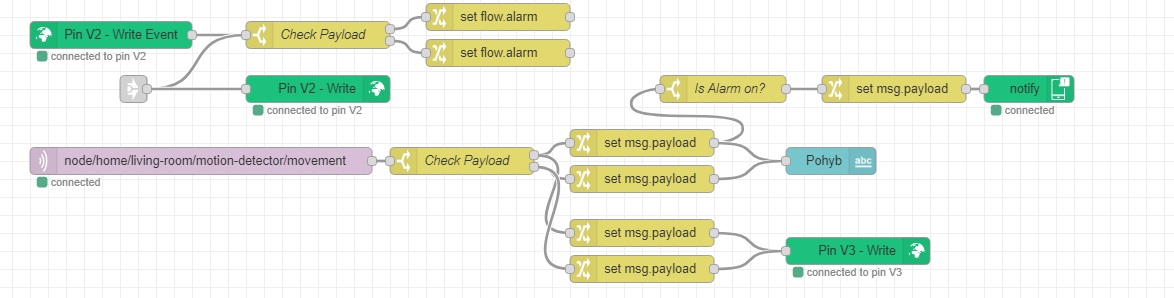 set flow.alarm
Pin V2 - Write Event
Check Payload
connected to pin V2
set flow.alarm
Pin V2 - Write
connected to pin V2
Is Alarm on?
set msg.payload
notify
connected
set msg.payload
node/home/living-room/motion-detector/movement
Check Payload
Pohyb
abc
connected
set msg.payload
set msg.payload
Pin V3 - Write
set msg.payload
connected to pin V3